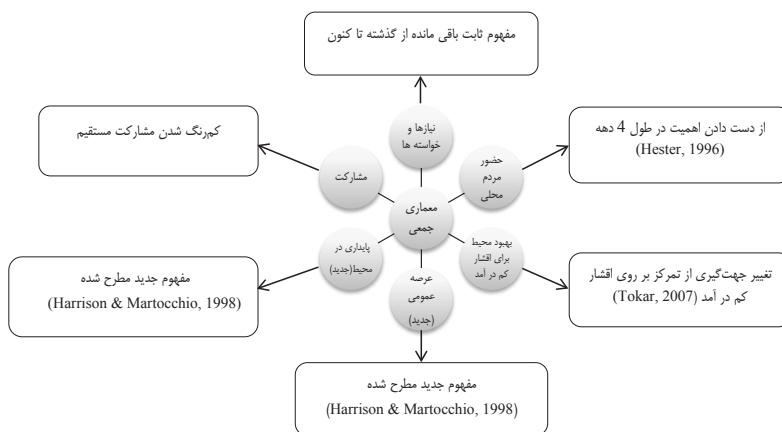 مفهوم ثابت باقی مانده از گذشته تا کنون
نیازها و
خواسته ها
از دست دادن اهمیت در طول 4 دهه
(Hester, 1996)
حضور
مردم
محلی
کم‌رنگ شدن مشارکت مستقیم
مشارکت
معماری
جمعی
بهبود محیط
برای اقشار
کم در آمد
تغییر جهت‌گیری از تمرکز بر روی اقشار
کم در آمد (Tokar, 2007)
پایداری در
محیط(جدید)
مفهوم جدید مطرح شده
(Harrison & Martocchio, 1998)
عرصه
عمومی
(جدید)
مفهوم جدید مطرح شده
(Harrison & Martocchio, 1998)